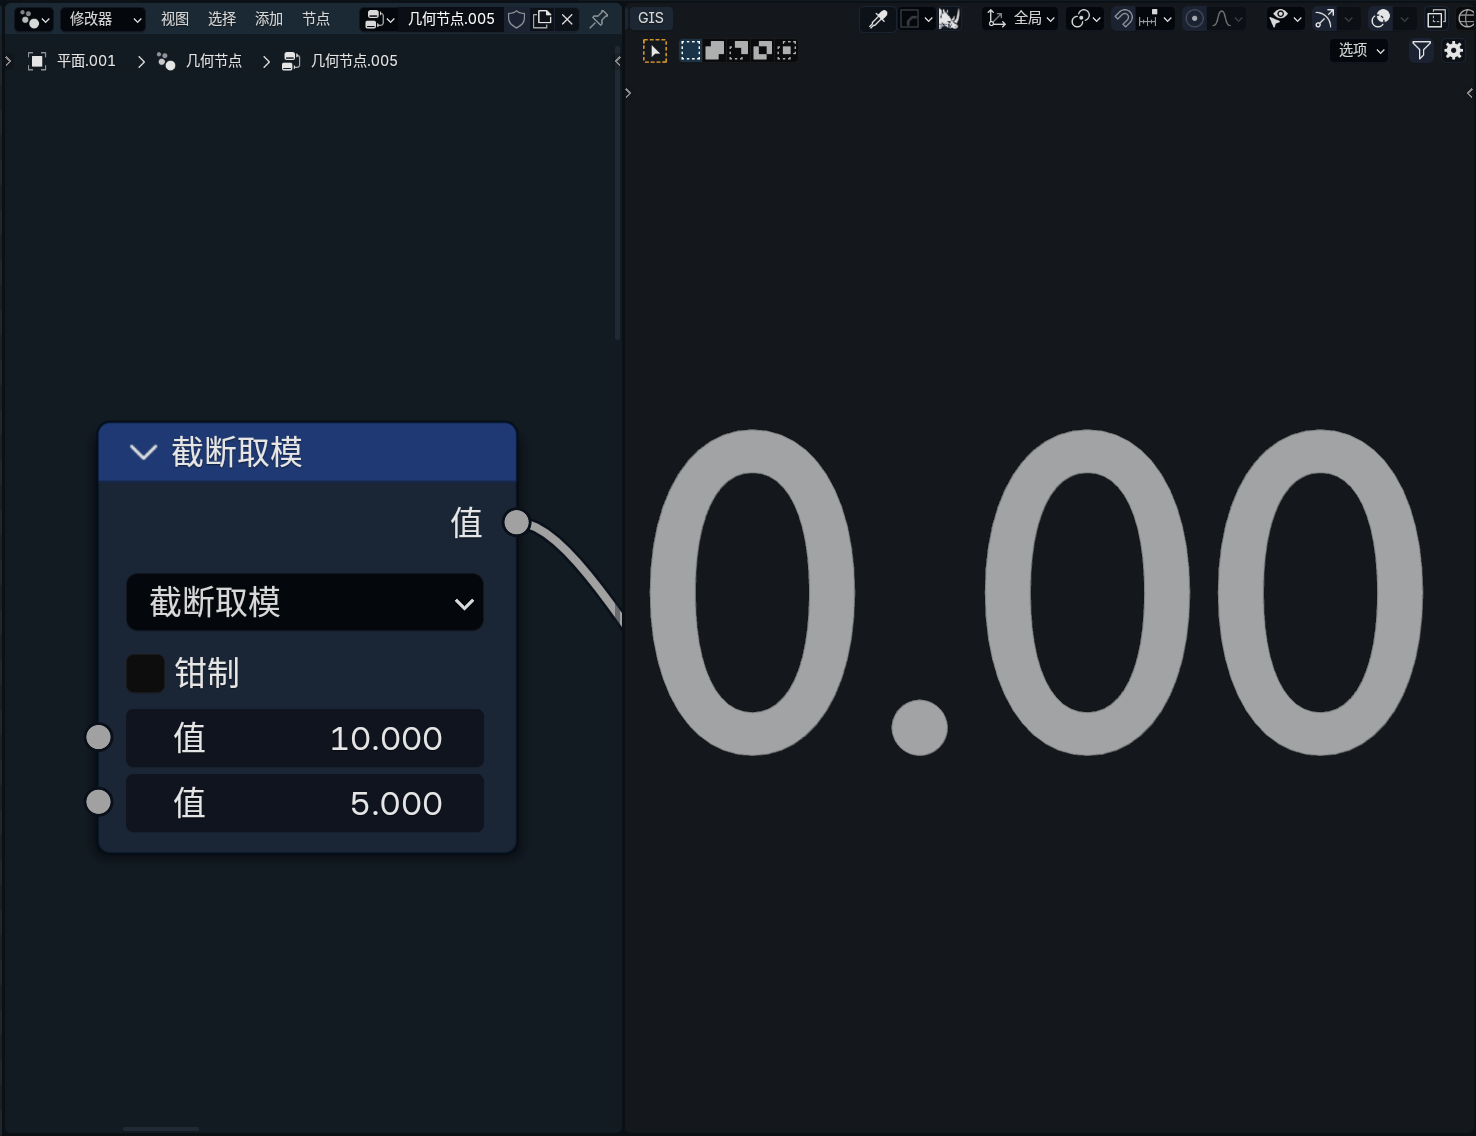 修改器 视图 选择 添加 节点 几何节点.005
平面.001 几何节点 几何节点.005
GIS 全局
选项
截断取模
值
截断取模
钳制
值 10.000
值 5.000
0.00